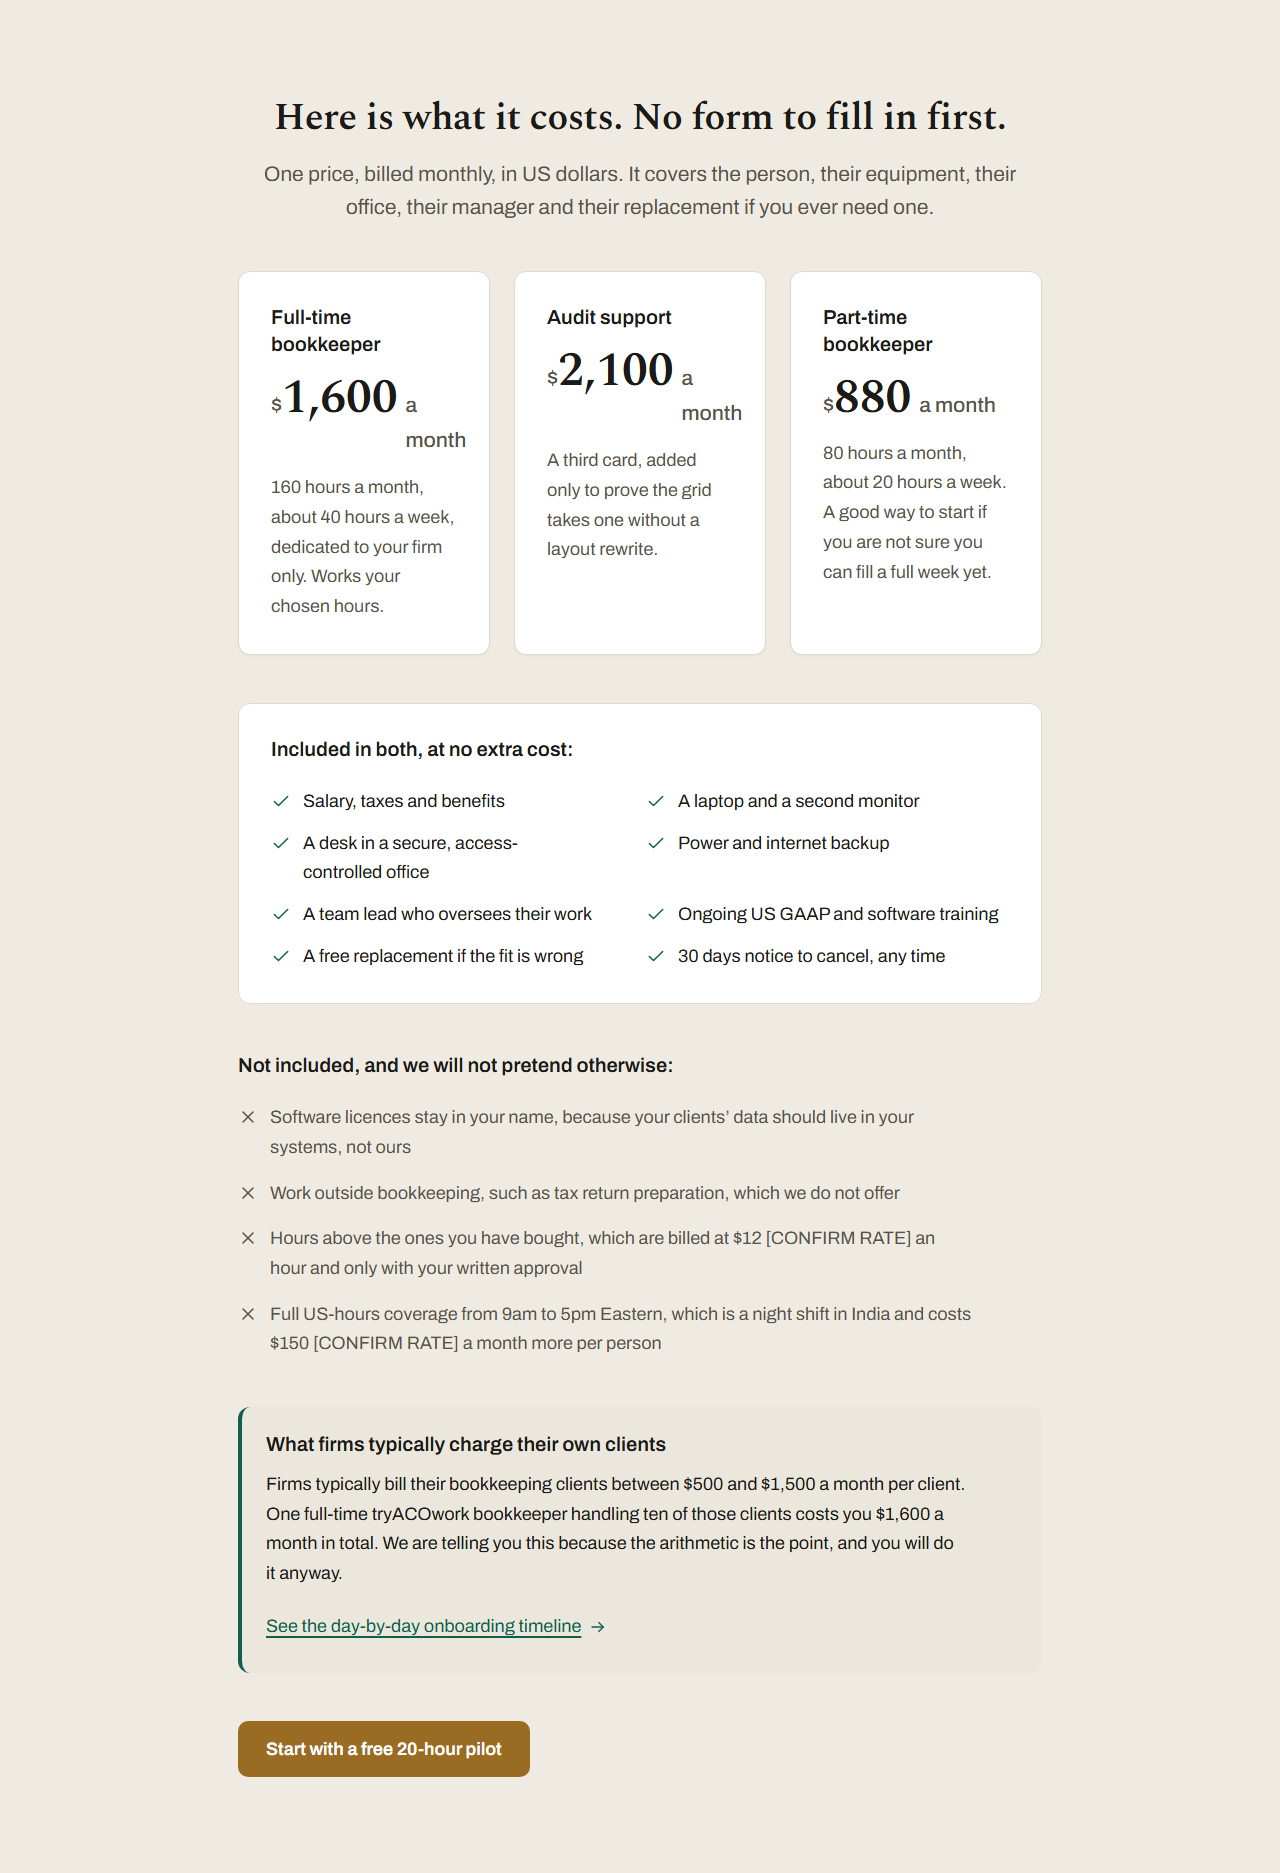 Here is what it costs. No form to fill in first.
One price, billed monthly, in US dollars. It covers the person, their equipment, their
office, their manager and their replacement if you ever need one.
Full-time
bookkeeper
$1,600 a
month
160 hours a month,
about 40 hours a week,
dedicated to your firm
only. Works your
chosen hours.
Audit support
$2,100 a
month
A third card, added
only to prove the grid
takes one without a
layout rewrite.
Part-time
bookkeeper
$880 a month
80 hours a month,
about 20 hours a week.
A good way to start if
you are not sure you
can fill a full week yet.
Included in both, at no extra cost:
Salary, taxes and benefits
A laptop and a second monitor
A desk in a secure, access-
controlled office
Power and internet backup
A team lead who oversees their work
Ongoing US GAAP and software training
A free replacement if the fit is wrong
30 days notice to cancel, any time
Not included, and we will not pretend otherwise:
Software licences stay in your name, because your clients’ data should live in your
systems, not ours
Work outside bookkeeping, such as tax return preparation, which we do not offer
Hours above the ones you have bought, which are billed at $12 [CONFIRM RATE] an
hour and only with your written approval
Full US-hours coverage from 9am to 5pm Eastern, which is a night shift in India and costs
$150 [CONFIRM RATE] a month more per person
What firms typically charge their own clients
Firms typically bill their bookkeeping clients between $500 and $1,500 a month per client.
One full-time tryACOwork bookkeeper handling ten of those clients costs you $1,600 a
month in total. We are telling you this because the arithmetic is the point, and you will do
it anyway.
See the day-by-day onboarding timeline →
Start with a free 20-hour pilot